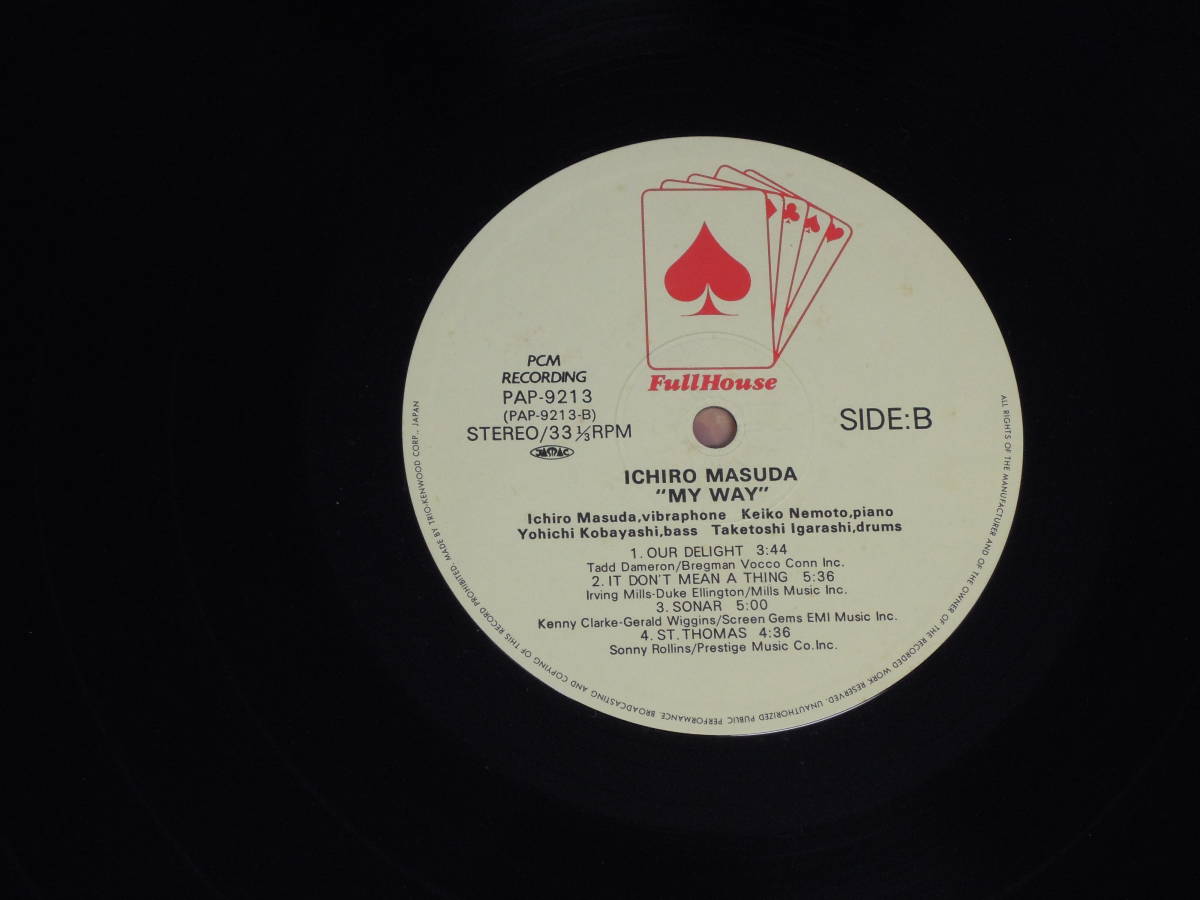 FullHouse
PCM
RECORDING
PAP-9213
(PAP-9213-B)
STEREO/33 ⅓RPM
JASRAC
SIDE:B
ICHIRO MASUDA
"MY WAY"
Ichiro Masuda,vibraphone Keiko Nemoto,piano
Yohichi Kobayashi,bass Taketoshi Igarashi,drums
1. OUR DELIGHT 3:44
Tadd Dameron/Bregman Vocco Conn Inc.
2. IT DON'T MEAN A THING 5:36
Irving Mills-Duke Ellington/Mills Music Inc.
3. SONAR 5:00
Kenny Clarke-Gerald Wiggins/Screen Gems EMI Music Inc.
4. ST. THOMAS 4:36
Sonny Rollins/Prestige Music Co.Inc.
ALL RIGHTS OF THE MANUFACTURER AND OF THE OWNER OF THE RECORDED WORK RESERVED. UNAUTHORIZED PUBLIC PERFORMANCE. BROADCASTING AND COPYING OF THIS RECORD PROHIBITED. MADE BY TRIO-KENWOOD CORP., JAPAN